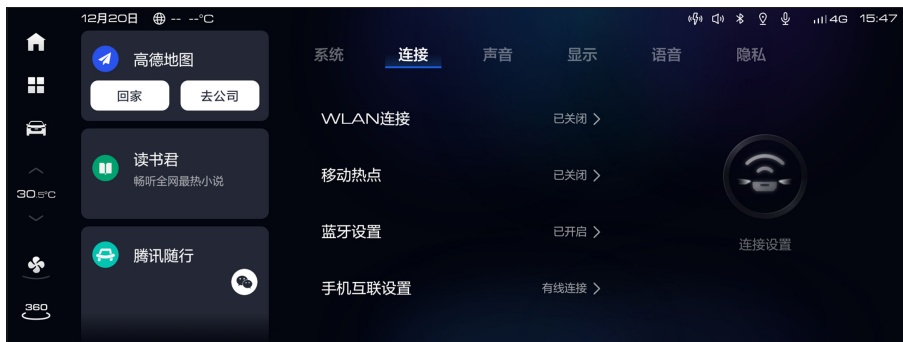 12月20日 -- --°C
4G 15:47
高德地图
回家 去公司
读书君
畅听全网最热小说
腾讯随行
30.5°C
360
系统 连接 声音 显示 语音 隐私
WLAN连接 已关闭
移动热点 已关闭
蓝牙设置 已开启
手机互联设置 有线连接
连接设置